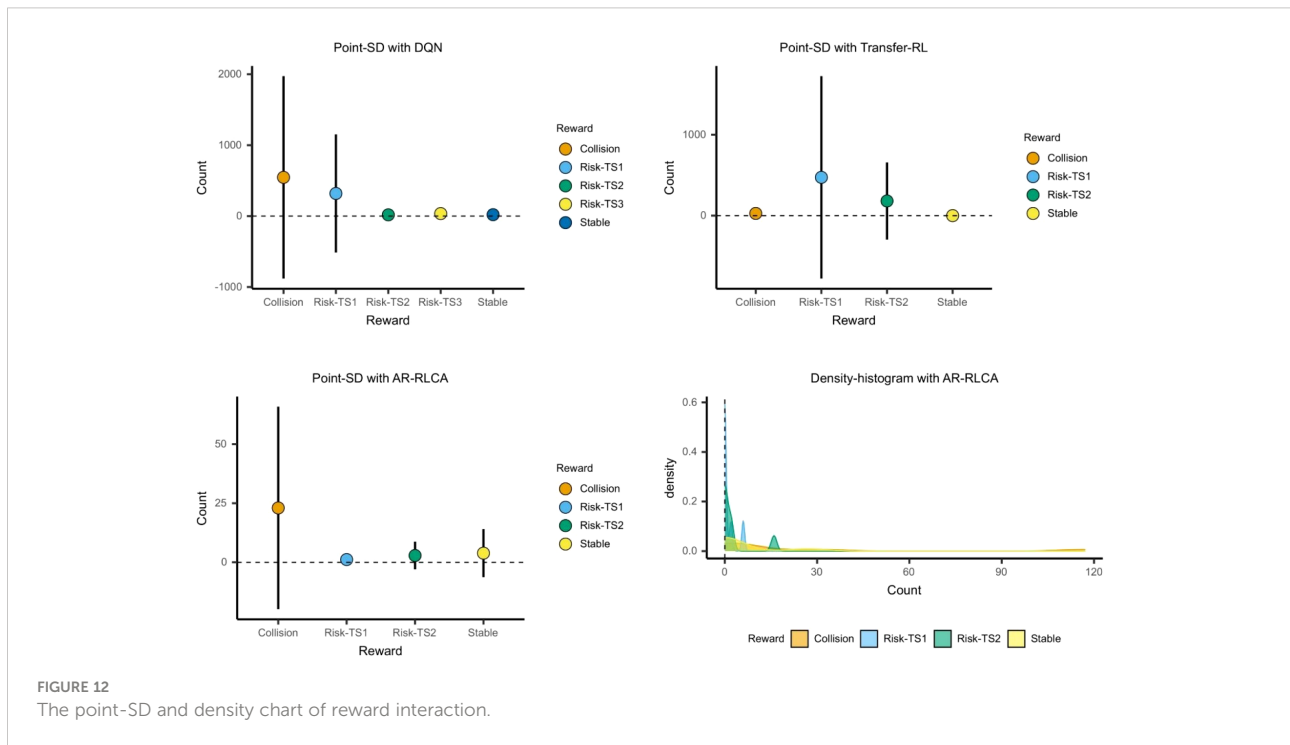 Point-SD with DQN
2000
1000
0
-1000
Count
Collision Risk-TS1 Risk-TS2 Risk-TS3 Stable
Reward
Reward
Collision
Risk-TS1
Risk-TS2
Risk-TS3
Stable
Point-SD with Transfer-RL
1000
0
Count
Collision Risk-TS1 Risk-TS2 Stable
Reward
Reward
Collision
Risk-TS1
Risk-TS2
Stable
Point-SD with AR-RLCA
50
25
0
Count
Collision Risk-TS1 Risk-TS2 Stable
Reward
Reward
Collision
Risk-TS1
Risk-TS2
Stable
Density-histogram with AR-RLCA
0.6
0.4
0.2
0.0
density
0 30 60 90 120
Count
Reward Collision Risk-TS1 Risk-TS2 Stable
FIGURE 12
The point-SD and density chart of reward interaction.